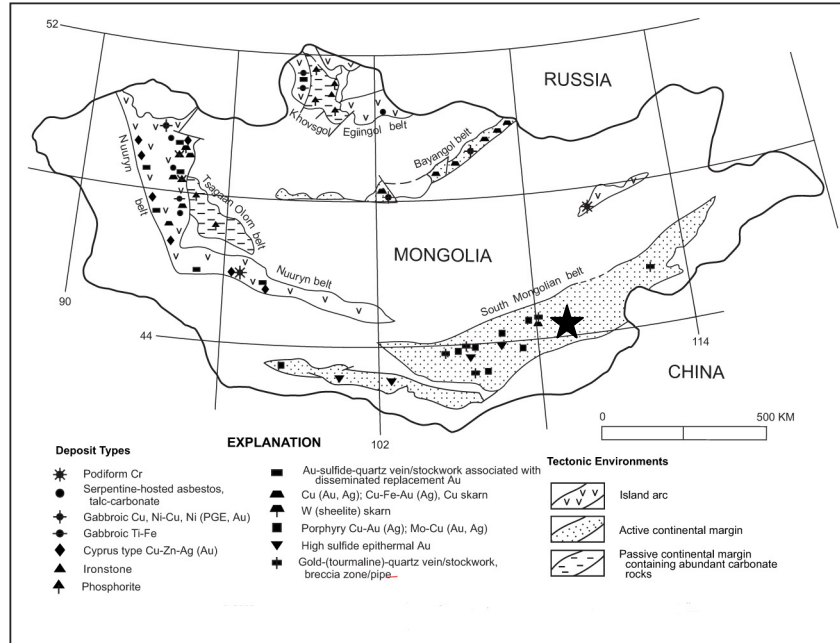 52
RUSSIA
Khovsgol
Egiingol belt
Bayangol belt
Nuuryn
belt
Tsagaan Olom belt
MONGOLIA
Nuuryn belt
South Mongolian belt
90
44
114
CHINA
102
0 500 KM
EXPLANATION
Deposit Types
Podiform Cr
Serpentine-hosted asbestos,
talc-carbonate
Gabbroic Cu, Ni-Cu, Ni (PGE, Au)
Gabbroic Ti-Fe
Cyprus type Cu-Zn-Ag (Au)
Ironstone
Phosphorite
Au-sulfide-quartz vein/stockwork associated with
disseminated replacement Au
Cu (Au, Ag); Cu-Fe-Au (Ag), Cu skarn
W (sheelite) skarn
Porphyry Cu-Au (Ag); Mo-Cu (Au, Ag)
High sulfide epithermal Au
Gold-(tourmaline)-quartz vein/stockwork,
breccia zone/pipe
Tectonic Environments
Island arc
Active continental margin
Passive continental margin
containing abundant carbonate
rocks